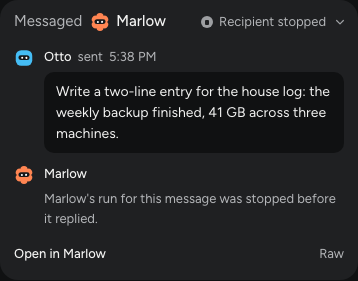 Messaged Marlow Recipient stopped
Otto sent 5:38 PM
Write a two-line entry for the house log: the
weekly backup finished, 41 GB across three
machines.
Marlow
Marlow's run for this message was stopped before
it replied.
Open in Marlow Raw